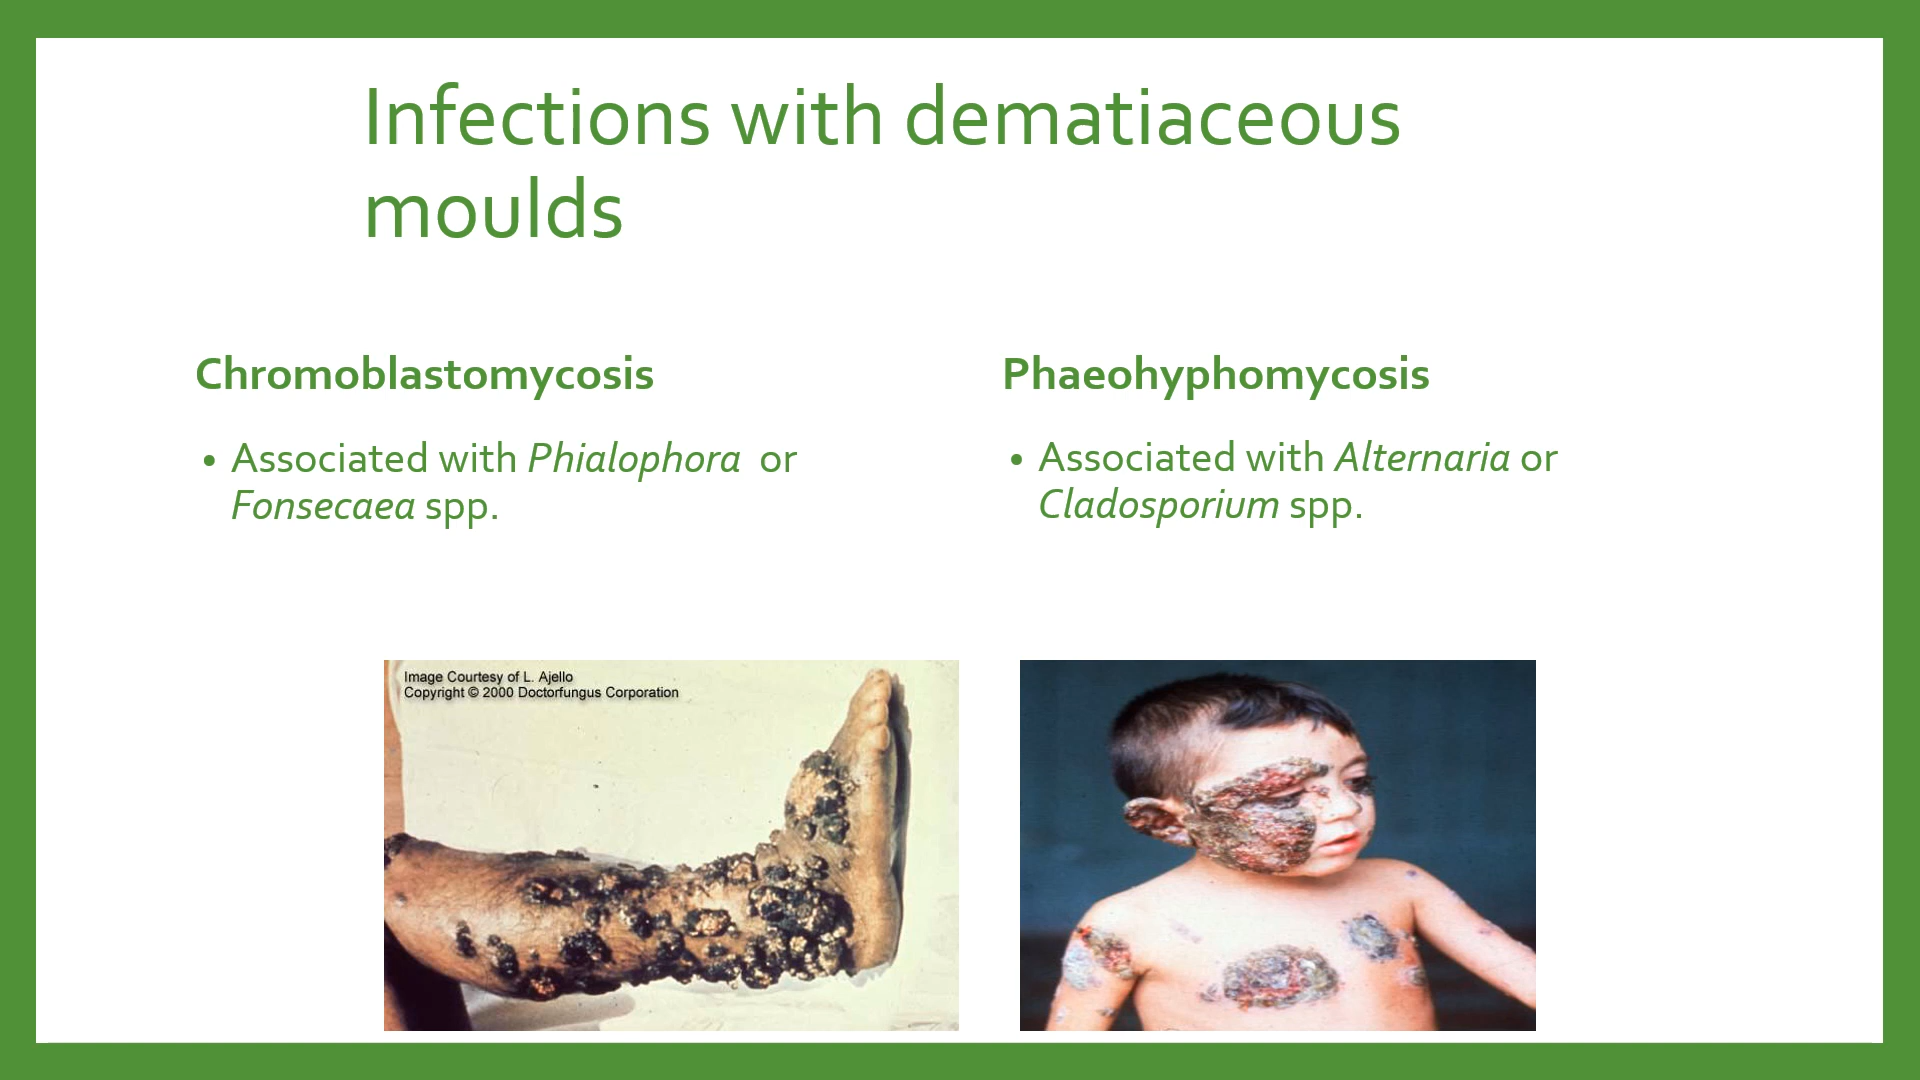 Infections with dematiaceous
moulds
Chromoblastomycosis
• Associated with Phialophora  or
Fonsecaea spp.
Phaeohyphomycosis
• Associated with Alternaria or
Cladosporium spp.
Image Courtesy of L. Ajello
Copyright © 2000 Doctorfungus Corporation